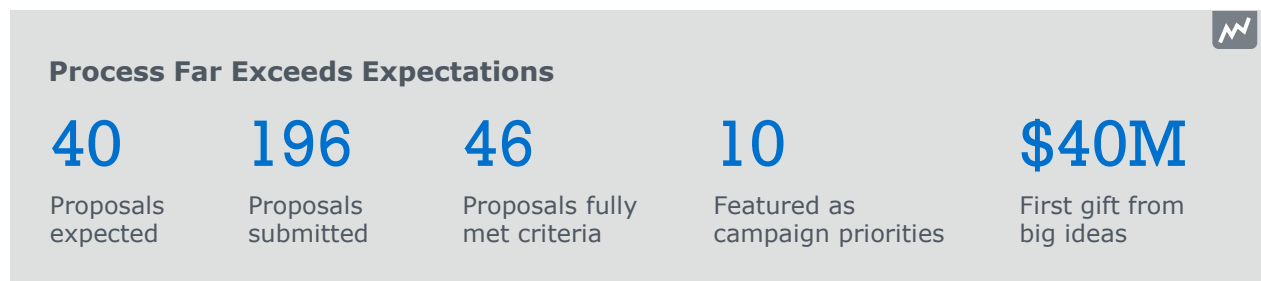 Process Far Exceeds Expectations
40
Proposals
expected
196
Proposals
submitted
46
Proposals fully
met criteria
10
Featured as
campaign priorities
$40M
First gift from
big ideas